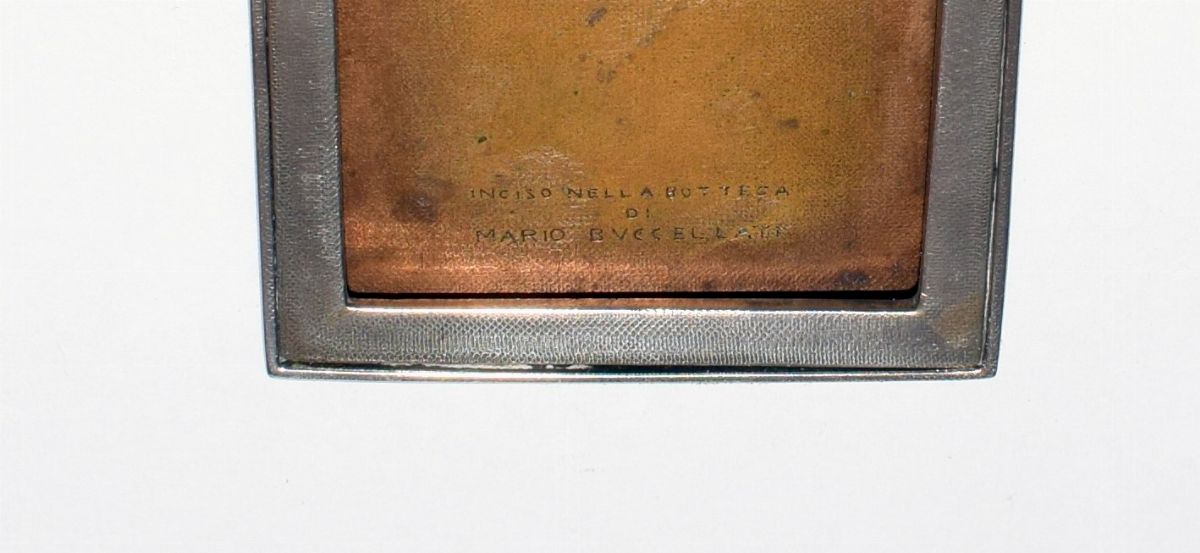 INCISO NELLA BOTTEGA
DI
MARIO BVCCELLATI